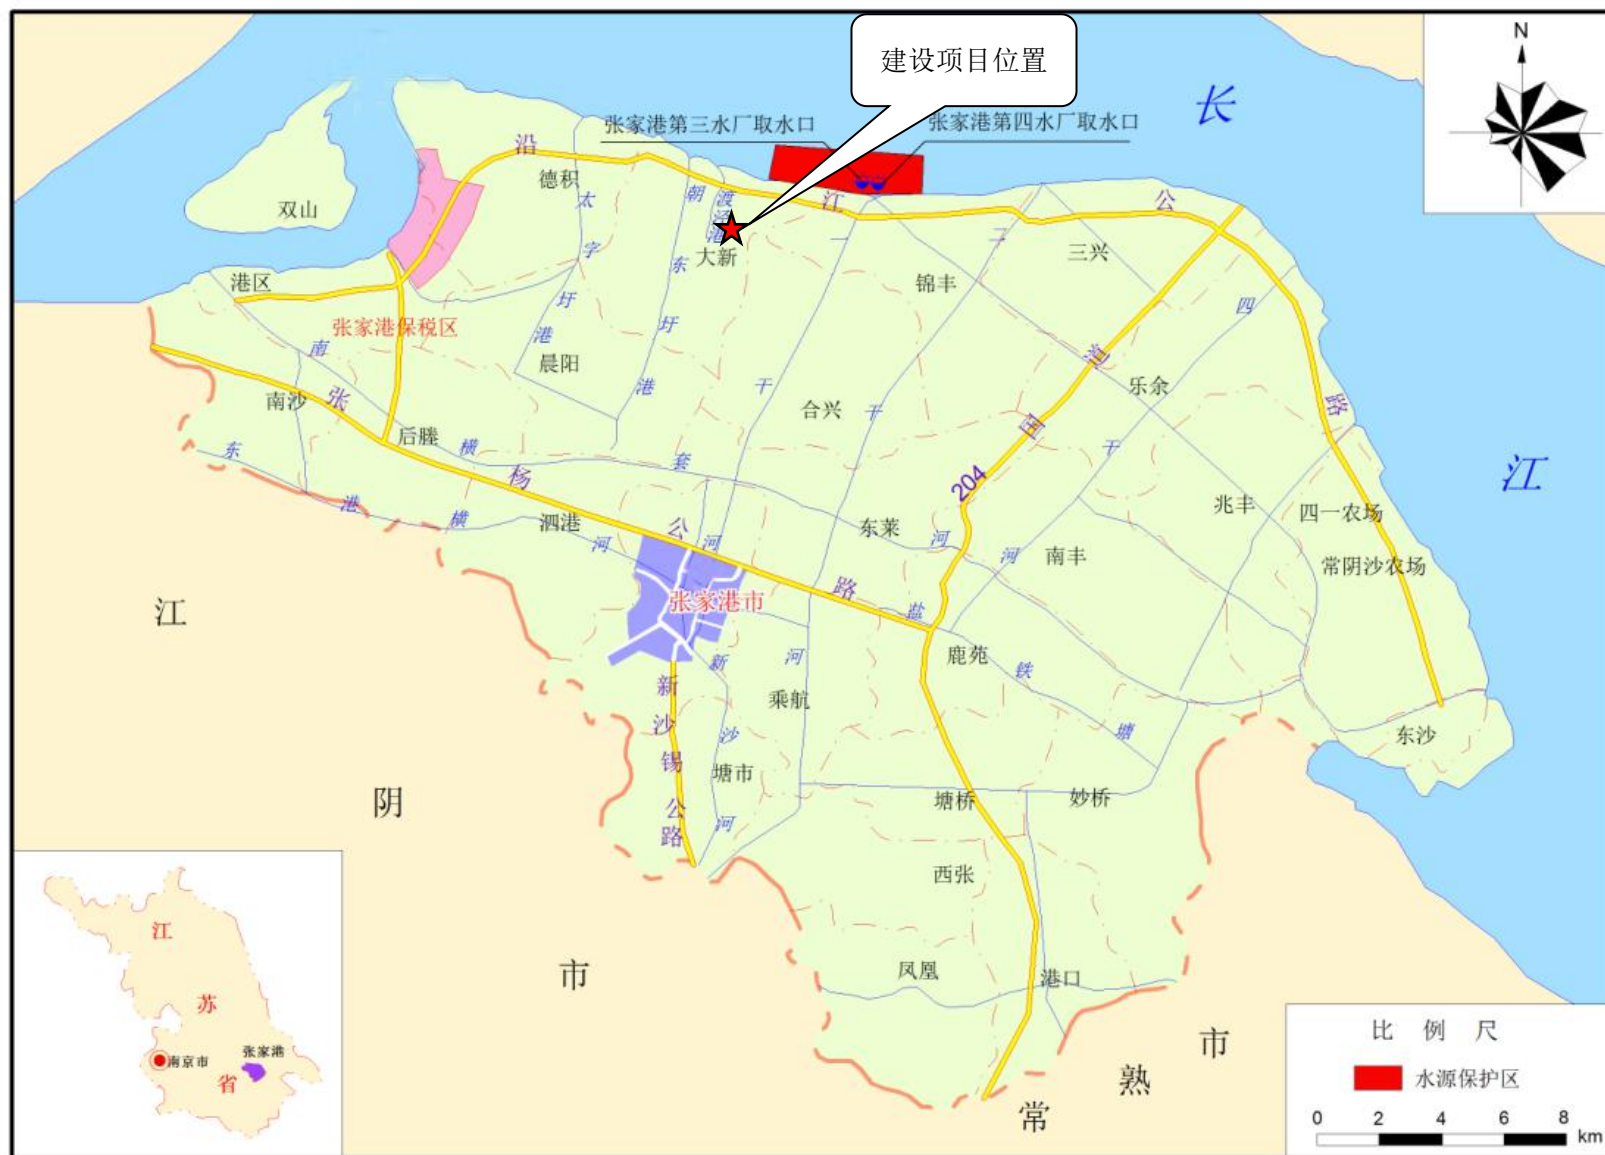 建设项目位置
N
长
张家港第三水厂取水口
张家港第四水厂取水口
沿
江
公
路
德积
太
字
圩
港
朝
东
圩
港
渡
泾
港
双山
大新
一
干
河
二
干
河
三兴
锦丰
四
干
河
港区
张家港保税区
南
横
套
河
晨阳
204
国
道
乐余
南沙
张
杨
公
路
后塍
合兴
江
东
港
横
河
泗港
东莱
兆丰
四一农场
南丰
常阴沙农场
张家港市
盐
铁
塘
鹿苑
新
沙
河
乘航
新
沙
锡
公
路
东沙
塘市
塘桥
妙桥
西张
凤凰
港口
江
阴
市
常
熟
市
江
苏
省
南京市
张家港
比 例 尺
水源保护区
0 2 4 6 8 km